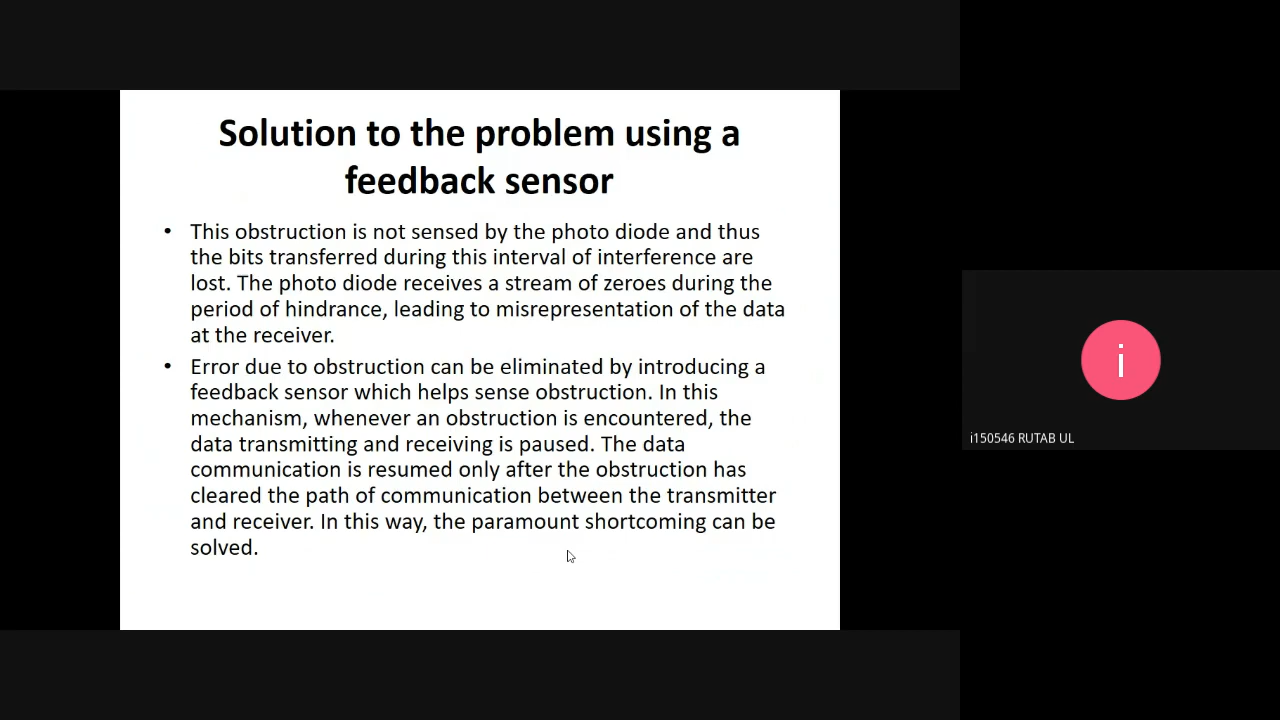 Solution to the problem using a
feedback sensor
• This obstruction is not sensed by the photo diode and thus
the bits transferred during this interval of interference are
lost. The photo diode receives a stream of zeroes during the
period of hindrance, leading to misrepresentation of the data
at the receiver.
• Error due to obstruction can be eliminated by introducing a
feedback sensor which helps sense obstruction. In this
mechanism, whenever an obstruction is encountered, the
data transmitting and receiving is paused. The data
communication is resumed only after the obstruction has
cleared the path of communication between the transmitter
and receiver. In this way, the paramount shortcoming can be
solved.
i
i150546 RUTAB UL